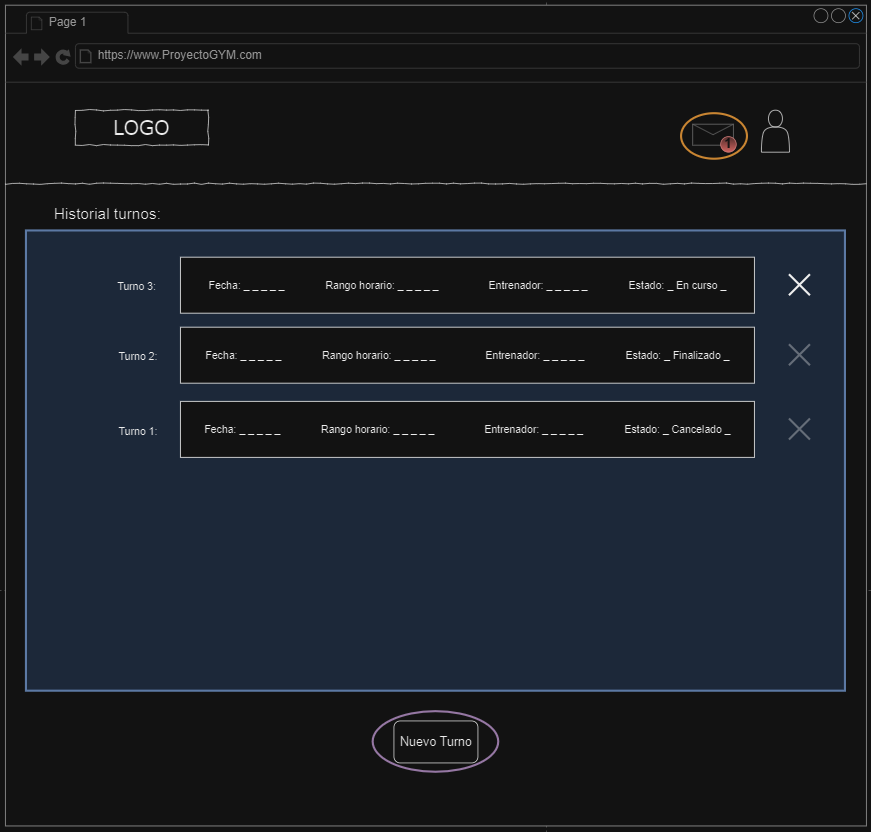 Page 1
https://www.ProyectoGYM.com
LOGO
1
Historial turnos:
Turno 3: Fecha: _ _ _ _ _ Rango horario: _ _ _ _ _ Entrenador: _ _ _ _ _ Estado: _ En curso _
Turno 2: Fecha: _ _ _ _ _ Rango horario: _ _ _ _ _ Entrenador: _ _ _ _ _ Estado: _ Finalizado _
Turno 1: Fecha: _ _ _ _ _ Rango horario: _ _ _ _ _ Entrenador: _ _ _ _ _ Estado: _ Cancelado _
Nuevo Turno